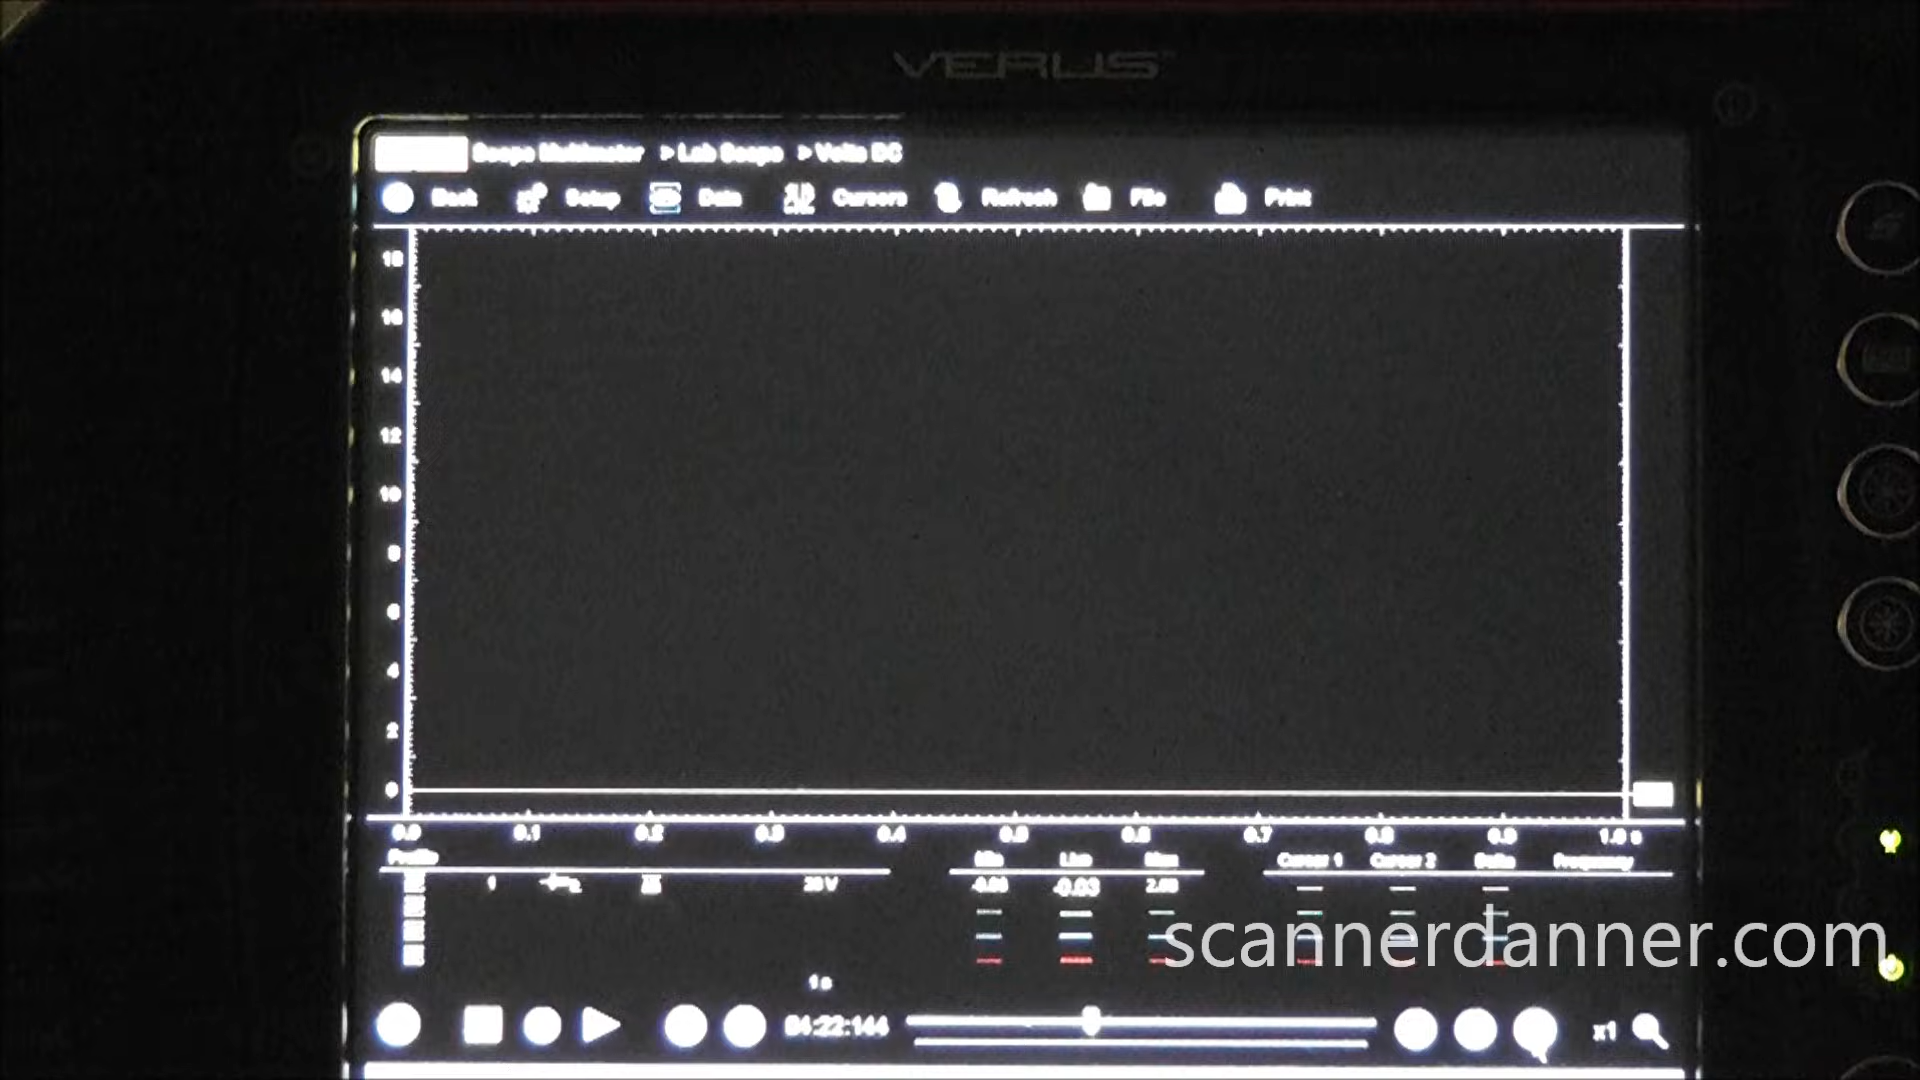 VERUS
Scope Multimeter > Lab Scope > Volts DC
Back Setup Data Cursors Refresh File Print
18
16
14
12
10
8
6
4
2
0
0.0 0.1 0.2 0.3 0.4 0.5 0.6 0.7 0.8 0.9 1.0 s
Profile Min Live Max Cursor 1 Cursor 2 Delta Frequency
1 20 V -0.03
scannerdanner.com
1 s
04:22:144 x1